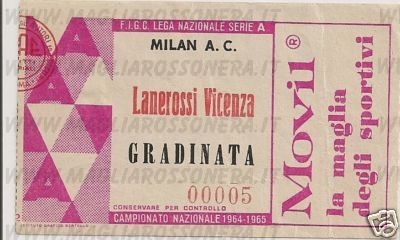 F.I.G.C. LEGA NAZIONALE SERIE A
MILAN A. C.
Lanerossi Vicenza
GRADINATA
00005
CONSERVARE PER CONTROLLO
CAMPIONATO NAZIONALE 1964-1965
Movil®
la maglia
degli sportivi
A
A
A
A
WWW.MAGLIAROSSONERA.IT